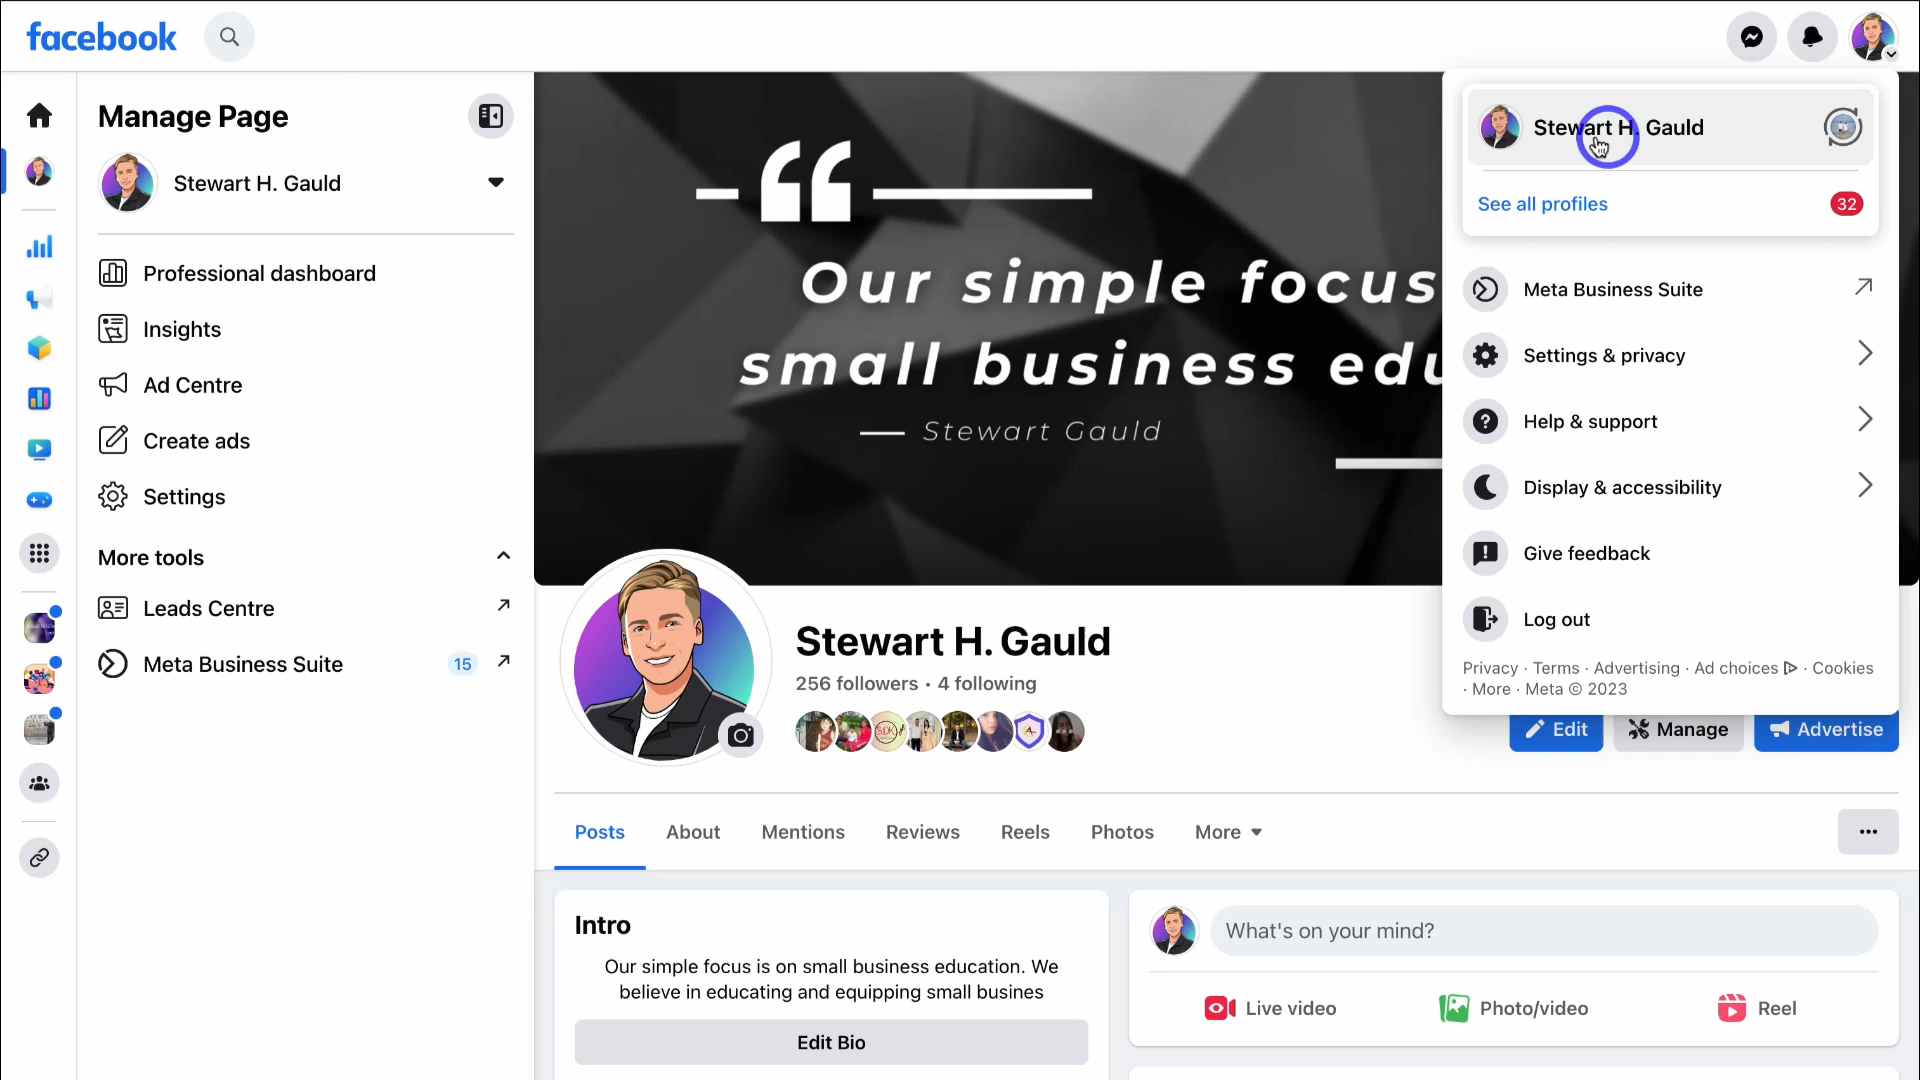 facebook
Manage Page
Stewart H. Gauld
Professional dashboard
Insights
Ad Centre
Create ads
Settings
More tools
Leads Centre
Meta Business Suite 15
“
Our simple focus
small business edu
— Stewart Gauld
Stewart H. Gauld
See all profiles 32
Meta Business Suite
Settings & privacy
Help & support
Display & accessibility
Give feedback
Log out
Privacy · Terms · Advertising · Ad choices · Cookies
· More · Meta © 2023
Stewart H. Gauld
256 followers • 4 following
Edit Manage Advertise
Posts About Mentions Reviews Reels Photos More
Intro
Our simple focus is on small business education. We
believe in educating and equipping small busines
Edit Bio
What's on your mind?
Live video Photo/video Reel